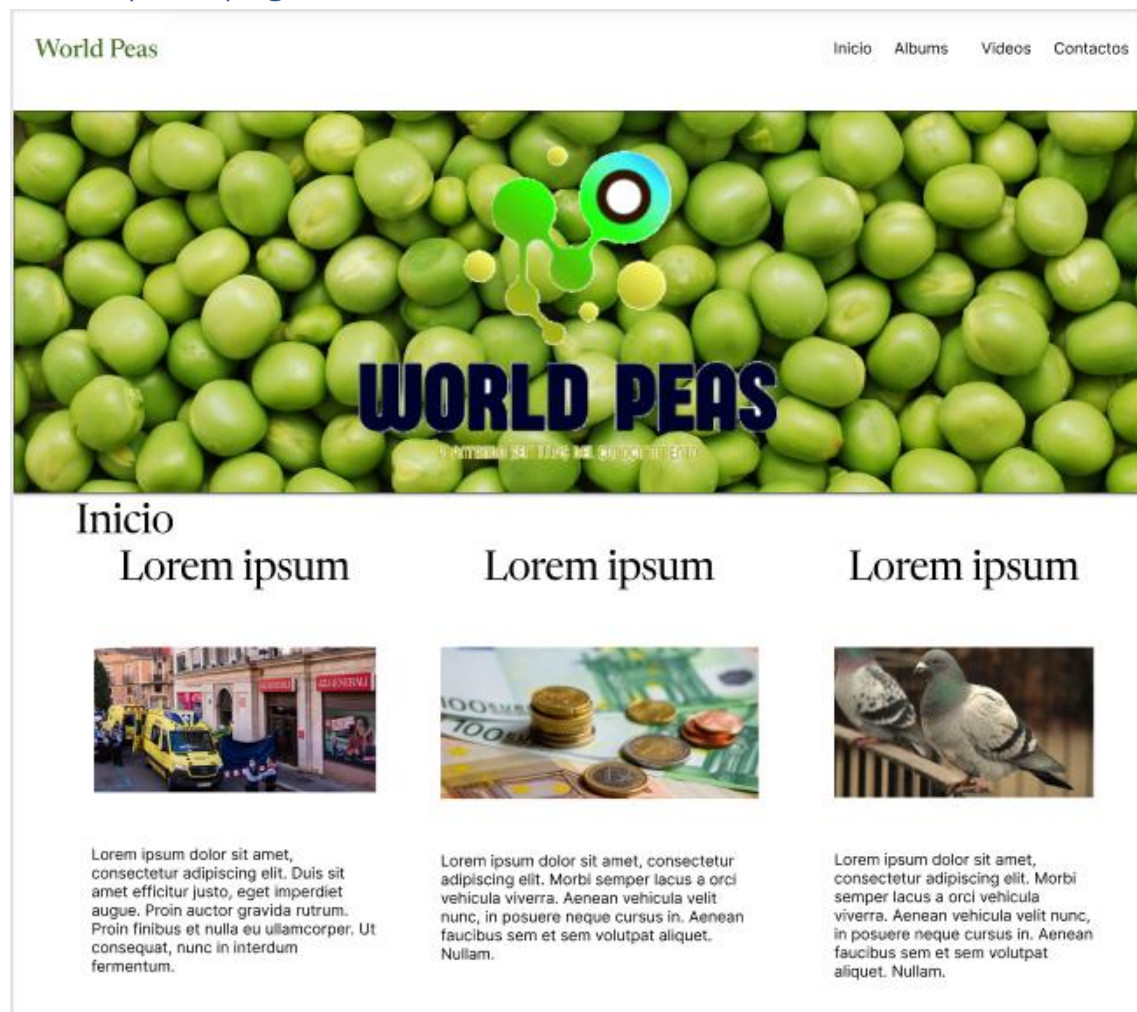 World Peas
Inicio Albums Videos Contactos
WORLD PEAS
DEL CONOCIMIENTO
Inicio
Lorem ipsum
Lorem ipsum
Lorem ipsum
GENERALI
100
100
Lorem ipsum dolor sit amet,
consectetur adipiscing elit. Duis sit
amet efficitur justo, eget imperdiet
augue. Proin auctor gravida rutrum.
Proin finibus et nulla eu ullamcorper. Ut
consequat, nunc in interdum
fermentum.
Lorem ipsum dolor sit amet, consectetur
adipiscing elit. Morbi semper lacus a orci
vehicula viverra. Aenean vehicula velit
nunc, in posuere neque cursus in. Aenean
faucibus sem et sem volutpat aliquet.
Nullam.
Lorem ipsum dolor sit amet,
consectetur adipiscing elit. Morbi
semper lacus a orci vehicula
viverra. Aenean vehicula velit nunc,
in posuere neque cursus in. Aenean
faucibus sem et sem volutpat
aliquet. Nullam.